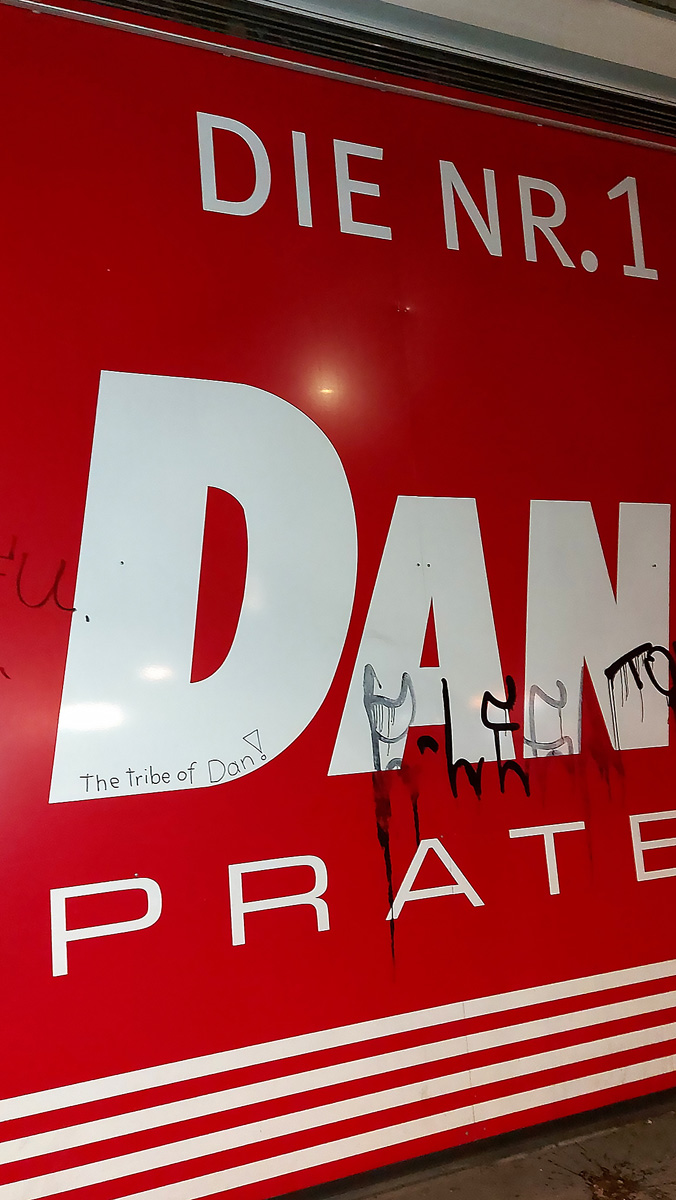 DIE NR.1
DAN
The tribe of Dan!
PRATE